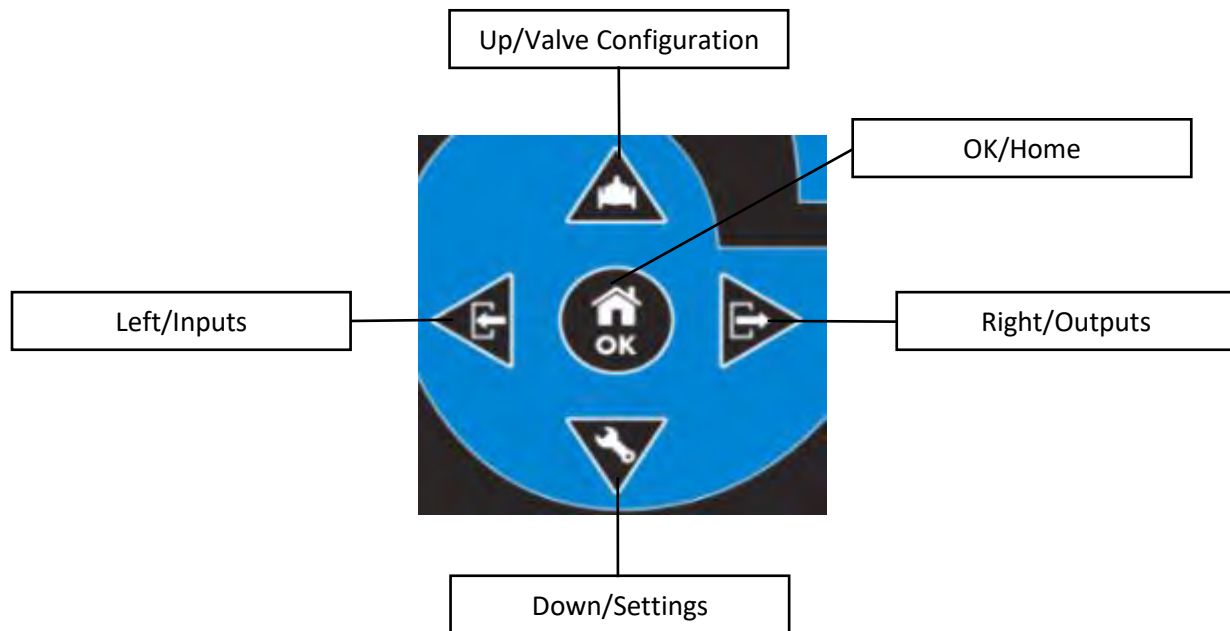 Up/Valve Configuration
OK/Home
Left/Inputs
OK
Right/Outputs
Down/Settings